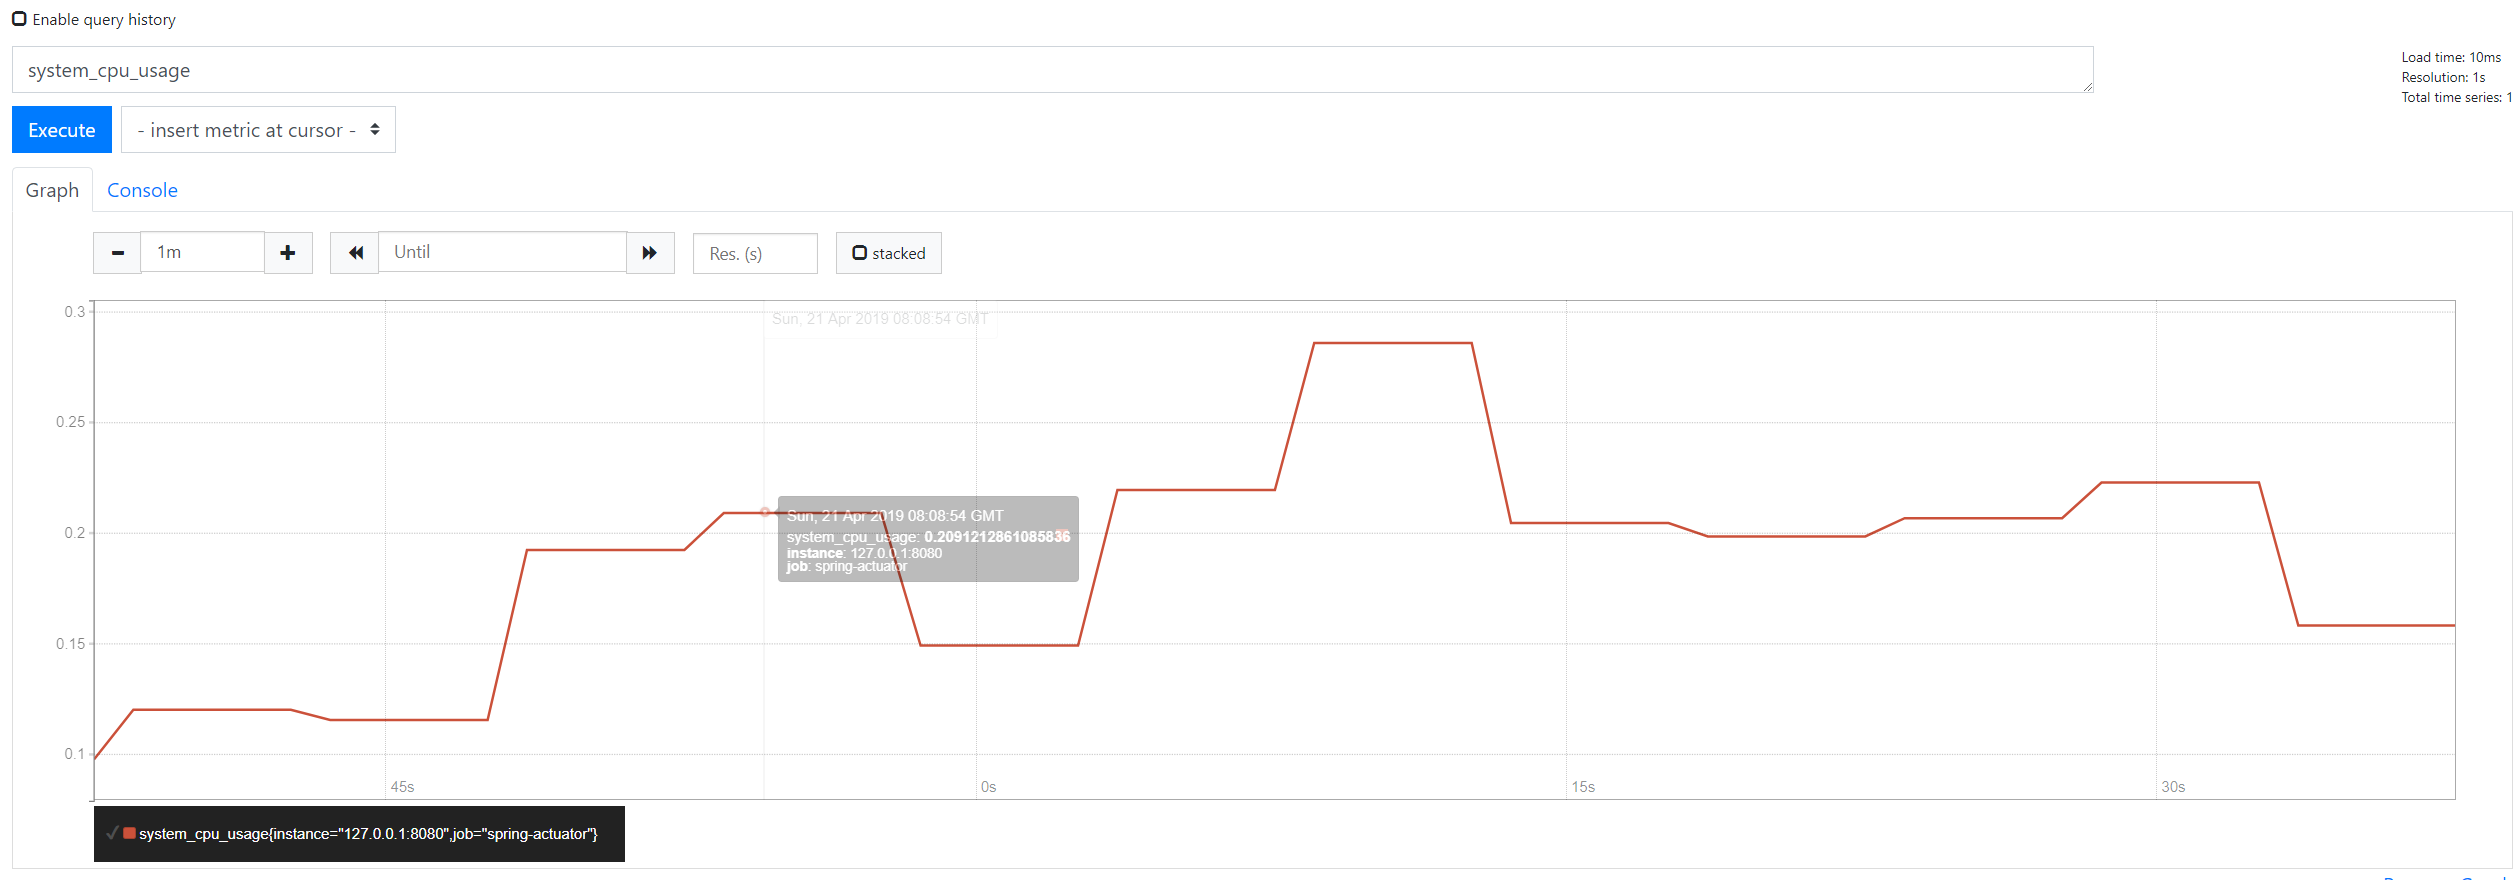 Enable query history
system_cpu_usage
Load time: 10ms
Resolution: 1s
Total time series: 1
Execute
- insert metric at cursor -
Graph
Console
1m
Until
Res. (s)
stacked
0.3
0.25
0.2
0.15
0.1
Sun, 21 Apr 2019 08:08:54 GMT
Sun, 21 Apr 2019 08:08:54 GMT
system_cpu_usage: 0.2091212861085836
instance: 127.0.0.1:8080
job: spring-actuator
45s
0s
15s
30s
system_cpu_usage{instance="127.0.0.1:8080",job="spring-actuator"}